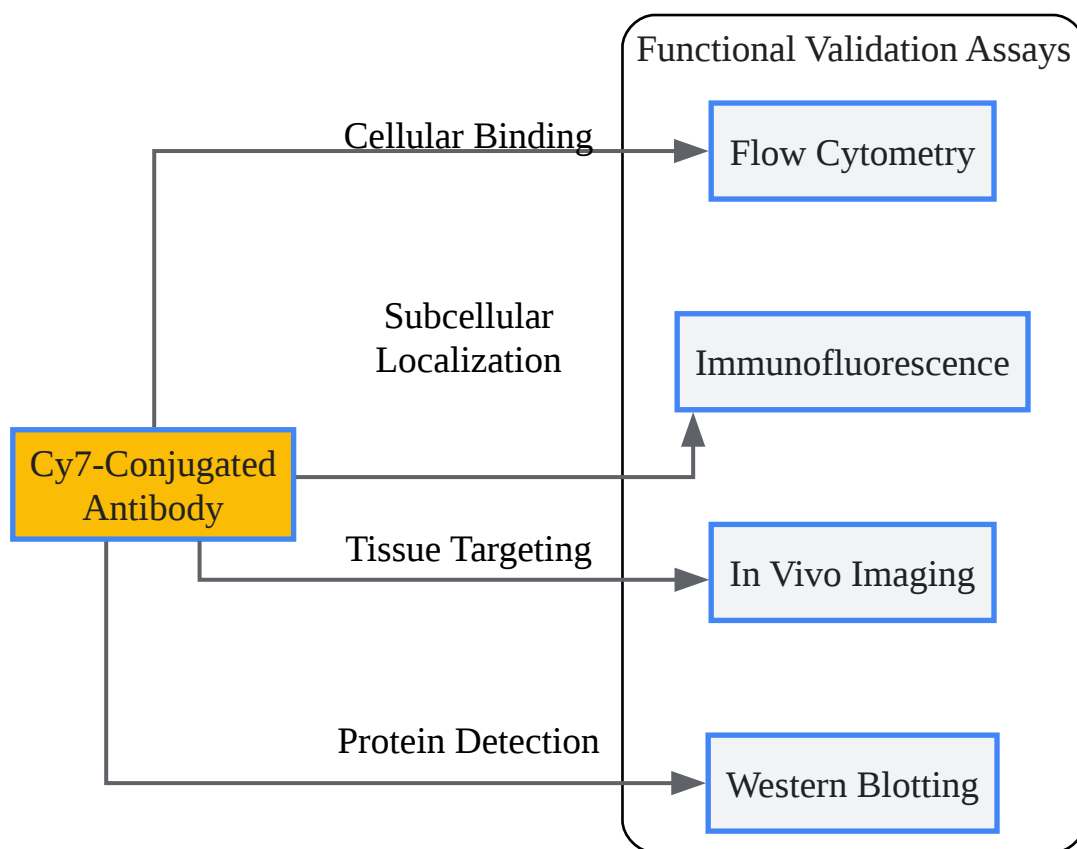 Functional Validation Assays
Cellular Binding
Flow Cytometry
Subcellular
Localization
Immunofluorescence
Cy7-Conjugated
Antibody
Tissue Targeting
In Vivo Imaging
Protein Detection
Western Blotting